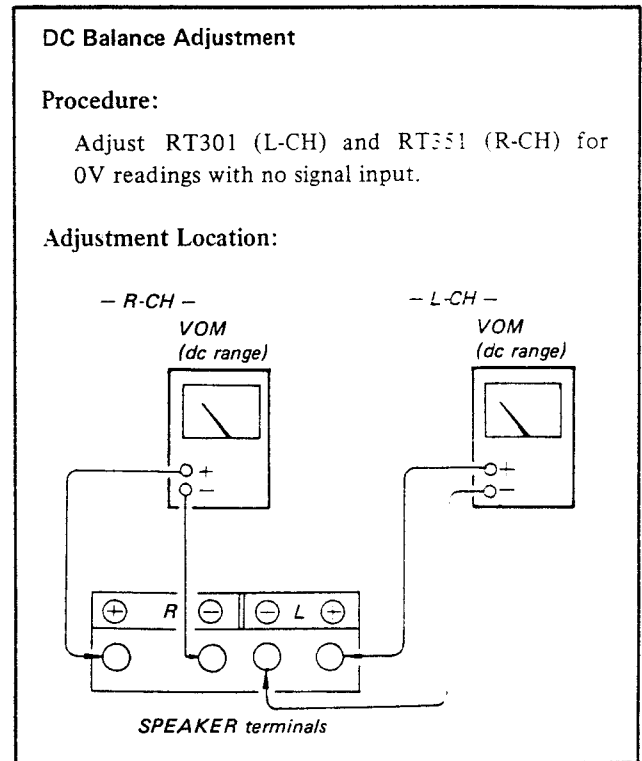 DC Balance Adjustment
Procedure:
Adjust RT301 (L-CH) and RT351 (R-CH) for
0V readings with no signal input.
Adjustment Location:
– R-CH –
– L-CH –
VOM
(dc range)
VOM
(dc range)
+
–
+
–
+ R – – L +
SPEAKER terminals